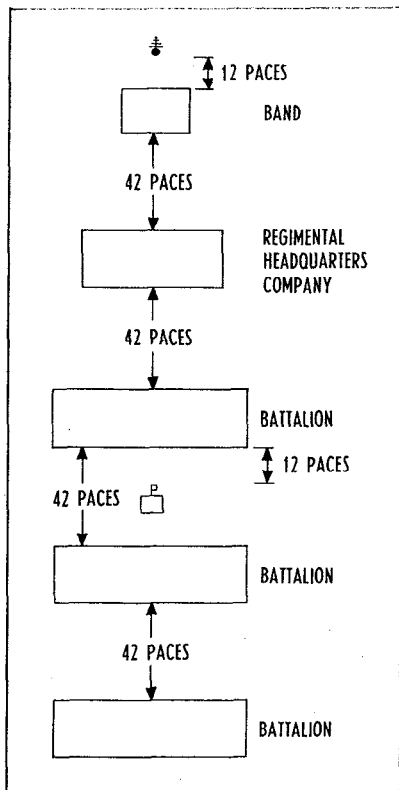 12 PACES
BAND
42 PACES
REGIMENTAL
HEADQUARTERS
COMPANY
42 PACES
BATTALION
12 PACES
42 PACES
BATTALION
42 PACES
BATTALION